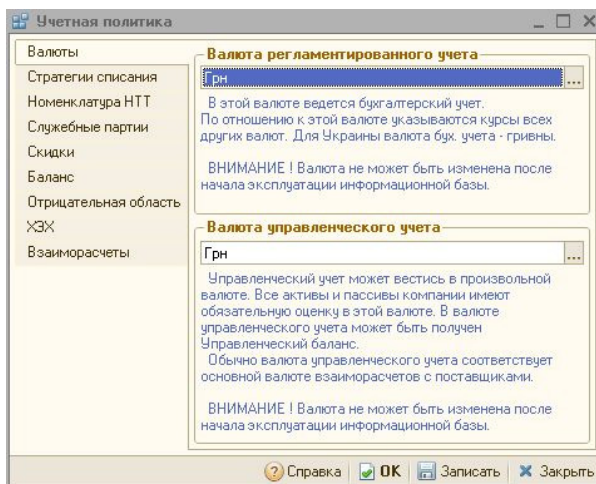 Учетная политика
Валюты
Стратегии списания
Номенклатура НТТ
Служебные партии
Скидки
Баланс
Отрицательная область
ХЭХ
Взаиморасчеты
Валюта регламентированного учета
Грн
...
В этой валюте ведется бухгалтерский учет.
По отношению к этой валюте указываются курсы всех
других валют. Для Украины валюта бух. учета - гривны.
ВНИМАНИЕ ! Валюта не может быть изменена после
начала эксплуатации информационной базы.
Валюта управленческого учета
Грн
...
Управленческий учет может вестись в произвольной
валюте. Все активы и пассивы компании имеют
обязательную оценку в этой валюте. В валюте
управленческого учета может быть получен
Управленческий баланс.
Обычно валюта управленческого учета соответствует
основной валюте взаиморасчетов с поставщиками.
ВНИМАНИЕ ! Валюта не может быть изменена после
начала эксплуатации информационной базы.
Справка OK Записать Закрыть